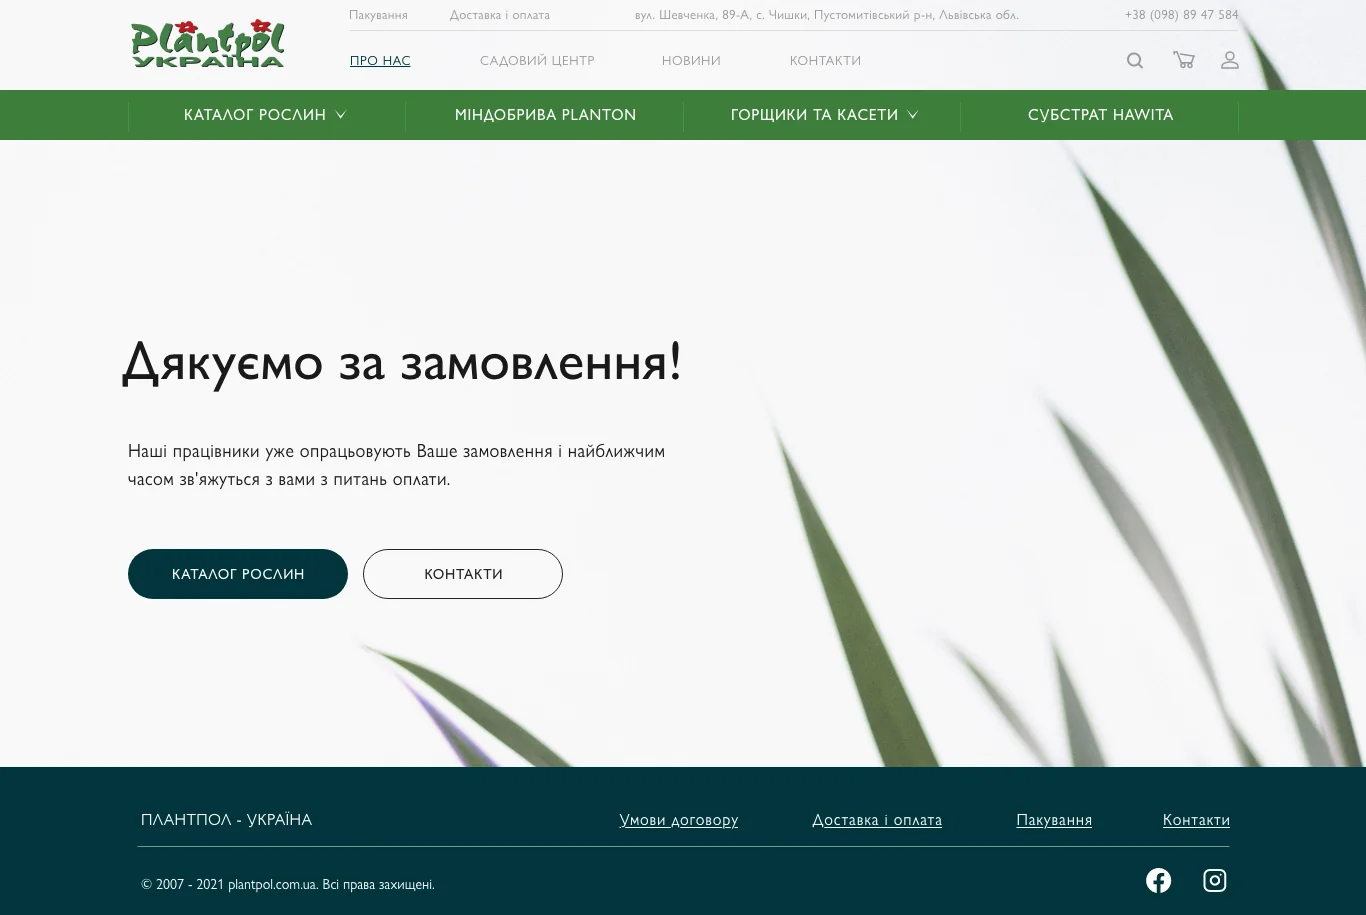 Plantpol
УКРАЇНА
Пакування
Доставка і оплата
вул. Шевченка, 89-А, с. Чишки, Пустомитівський р-н, Львівська обл.
+38 (098) 89 47 584
ПРО НАС
САДОВИЙ ЦЕНТР
НОВИНИ
КОНТАКТИ
КАТАЛОГ РОСЛИН
МІНДОБРИВА PLANTON
ГОРЩИКИ ТА КАСЕТИ
СУБСТРАТ HAWITA
Дякуємо за замовлення!
Наші працівники уже опрацьовують Ваше замовлення і найближчим
часом зв'яжуться з вами з питань оплати.
КАТАЛОГ РОСЛИН
КОНТАКТИ
ПЛАНТПОЛ - УКРАЇНА
Умови договору
Доставка і оплата
Пакування
Контакти
© 2007 - 2021 plantpol.com.ua. Всі права захищені.